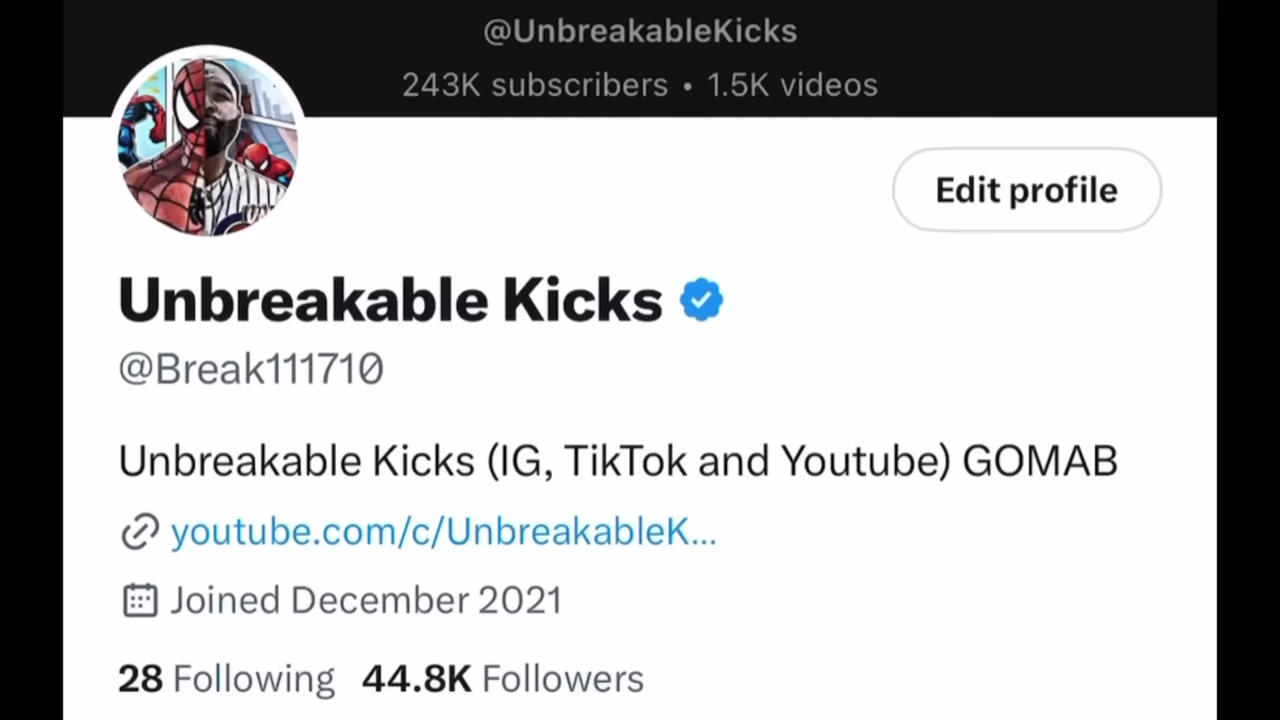 @UnbreakableKicks
243K subscribers • 1.5K videos
Edit profile
Unbreakable Kicks
@Break111710
Unbreakable Kicks (IG, TikTok and Youtube) GOMAB
youtube.com/c/UnbreakableK...
Joined December 2021
28 Following 44.8K Followers